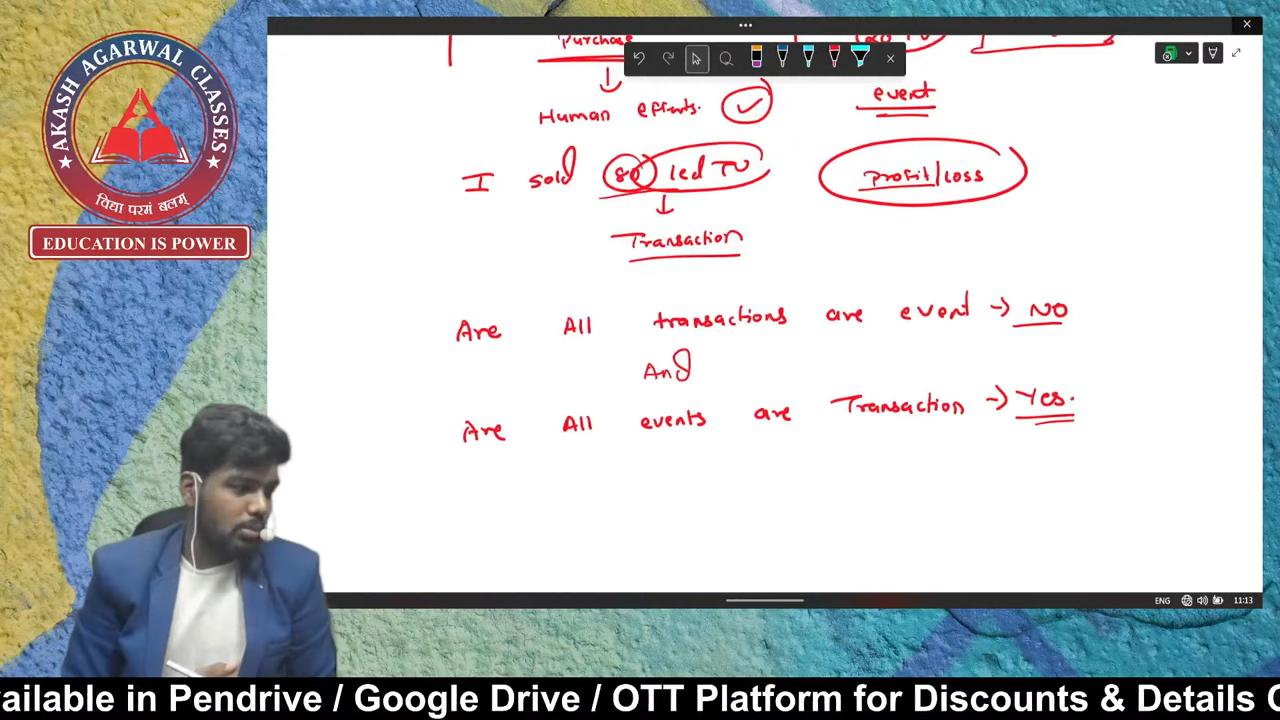 AKASH AGARWAL CLASSES
विद्या परमं बलम्
EDUCATION IS POWER
Purchase
Human efforts.
event
I sold 80 led TV
profit/loss
Transaction
Are All transactions are event → NO
And
Are All events are Transaction → Yes.
ENG 11:13
vailable in Pendrive / Google Drive / OTT Platform for Discounts & Details C